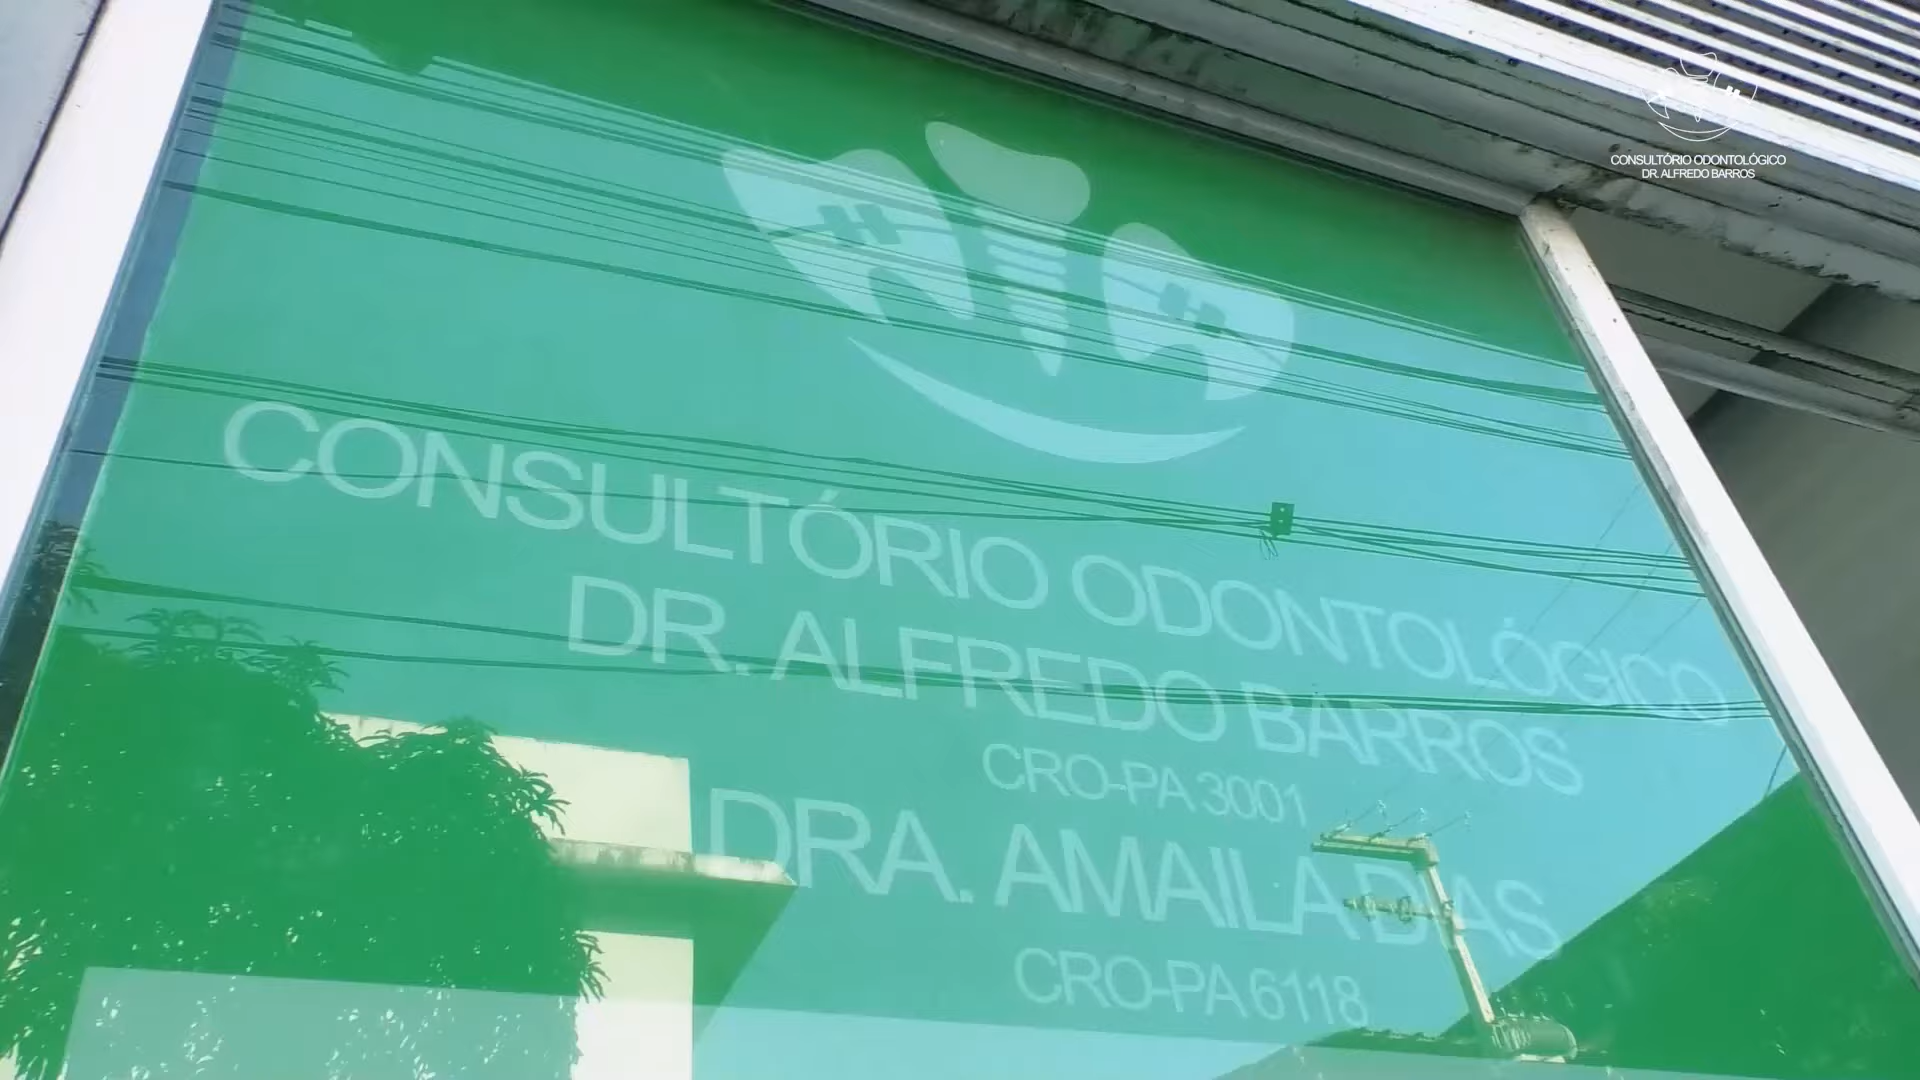 CONSULTÓRIO ODONTOLÓGICO
DR. ALFREDO BARROS
CONSULTÓRIO ODONTOLÓGICO
DR. ALFREDO BARROS
CRO-PA 3001
DRA. AMAILA DIAS
CRO-PA 6118